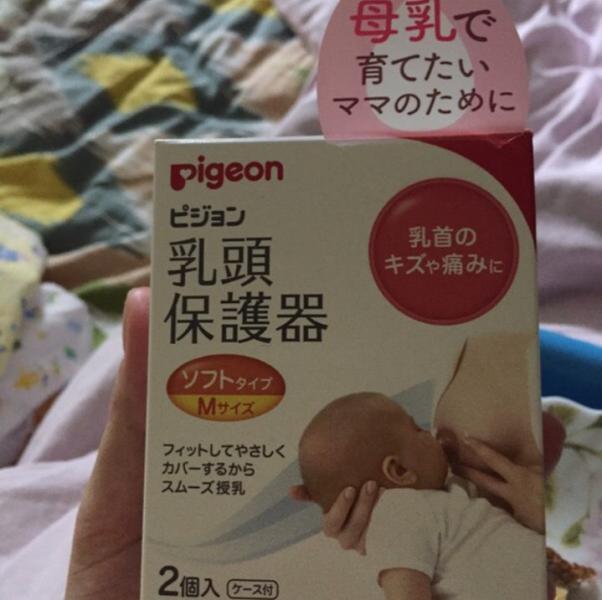 母乳で
育てたい
ママのために
pigeon
ピジョン
乳頭
保護器
乳首の
キズや痛みに
ソフトタイプ
Mサイズ
フィットしてやさしく
カバーするから
スムーズ授乳
2個入 ケース付